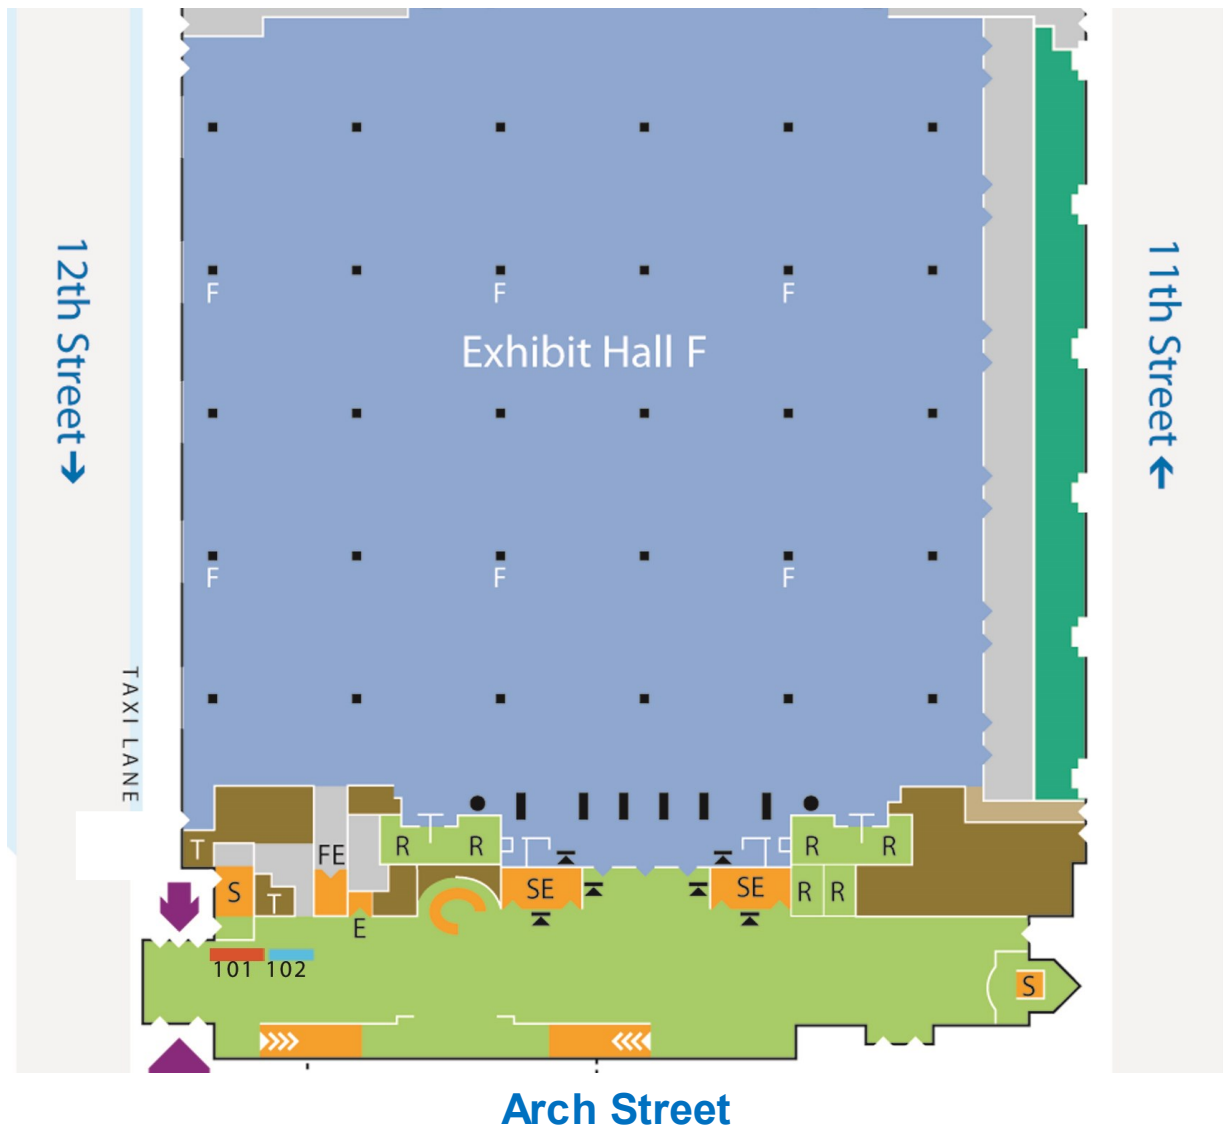 12th Street
11th Street
F
F
F
Exhibit Hall F
F
F
F
TAXI LANE
T
FE
R
R
R
R
S
T
SE
SE
R
R
E
101
102
S
Arch Street